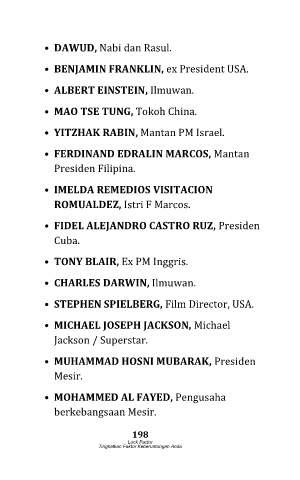 • DAWUD, Nabi dan Rasul.
• BENJAMIN FRANKLIN, ex President USA.
• ALBERT EINSTEIN, Ilmuwan.
• MAO TSE TUNG, Tokoh China.
• YITZHAK RABIN, Mantan PM Israel.
• FERDINAND EDRALIN MARCOS, Mantan
Presiden Filipina.
• IMELDA REMEDIOS VISITACION
ROMUALDEZ, Istri F Marcos.
• FIDEL ALEJANDRO CASTRO RUZ, Presiden
Cuba.
• TONY BLAIR, Ex PM Inggris.
• CHARLES DARWIN, Ilmuwan.
• STEPHEN SPIELBERG, Film Director, USA.
• MICHAEL JOSEPH JACKSON, Michael
Jackson / Superstar.
• MUHAMMAD HOSNI MUBARAK, Presiden
Mesir.
• MOHAMMED AL FAYED, Pengusaha
berkebangsaan Mesir.
198
Luck Factor
Tingkatkan Faktor Keberuntungan Anda